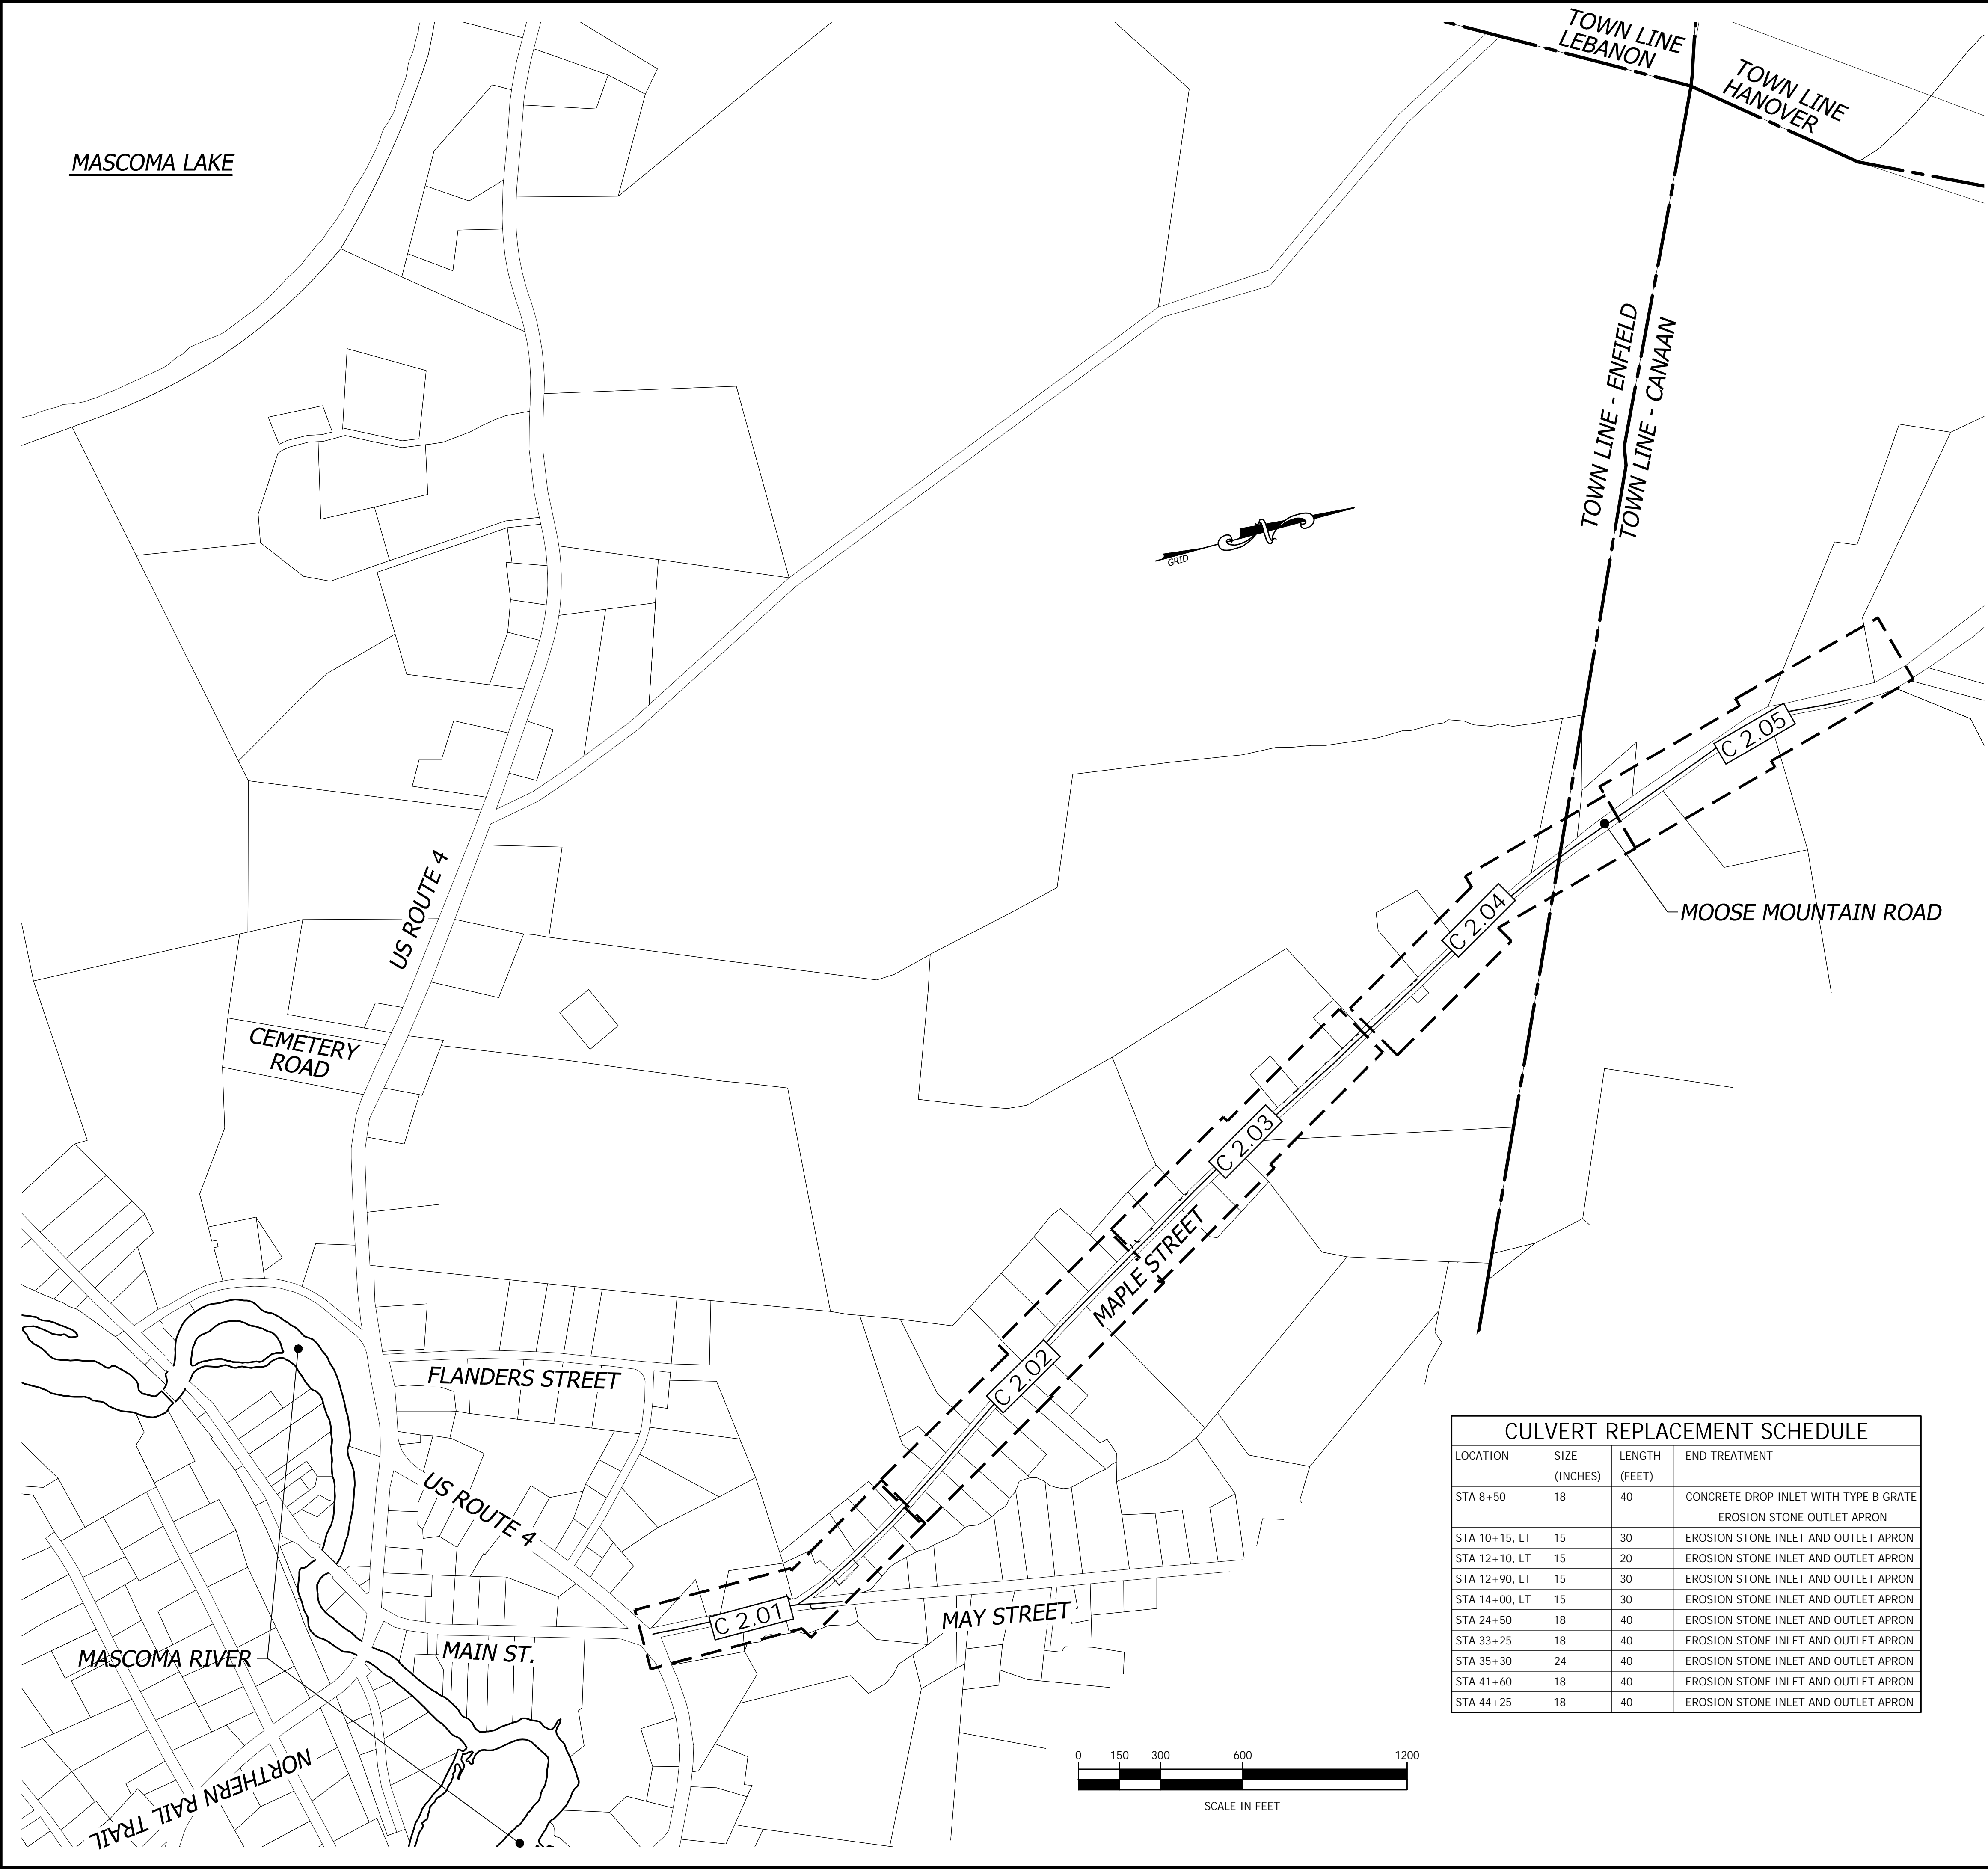 TOWN LINE
LEBANON
TOWN LINE
HANOVER
MASCOMA LAKE
TOWN LINE - ENFIELD
TOWN LINE - CANAAN
GRID
C 2.05
MOOSE MOUNTAIN ROAD
C 2.04
US ROUTE 4
CEMETERY
ROAD
C 2.03
MAPLE STREET
C 2.02
FLANDERS STREET
US ROUTE 4
C 2.01
MAY STREET
MAIN ST.
MASCOMA RIVER
NORTHERN RAIL TRAIL
CULVERT REPLACEMENT SCHEDULE
LOCATION SIZE LENGTH END TREATMENT
(INCHES) (FEET)
STA 8+50 18 40 CONCRETE DROP INLET WITH TYPE B GRATE
EROSION STONE OUTLET APRON
STA 10+15, LT 15 30 EROSION STONE INLET AND OUTLET APRON
STA 12+10, LT 15 20 EROSION STONE INLET AND OUTLET APRON
STA 12+90, LT 15 30 EROSION STONE INLET AND OUTLET APRON
STA 14+00, LT 15 30 EROSION STONE INLET AND OUTLET APRON
STA 24+50 18 40 EROSION STONE INLET AND OUTLET APRON
STA 33+25 18 40 EROSION STONE INLET AND OUTLET APRON
STA 35+30 24 40 EROSION STONE INLET AND OUTLET APRON
STA 41+60 18 40 EROSION STONE INLET AND OUTLET APRON
STA 44+25 18 40 EROSION STONE INLET AND OUTLET APRON
0 150 300 600 1200
SCALE IN FEET